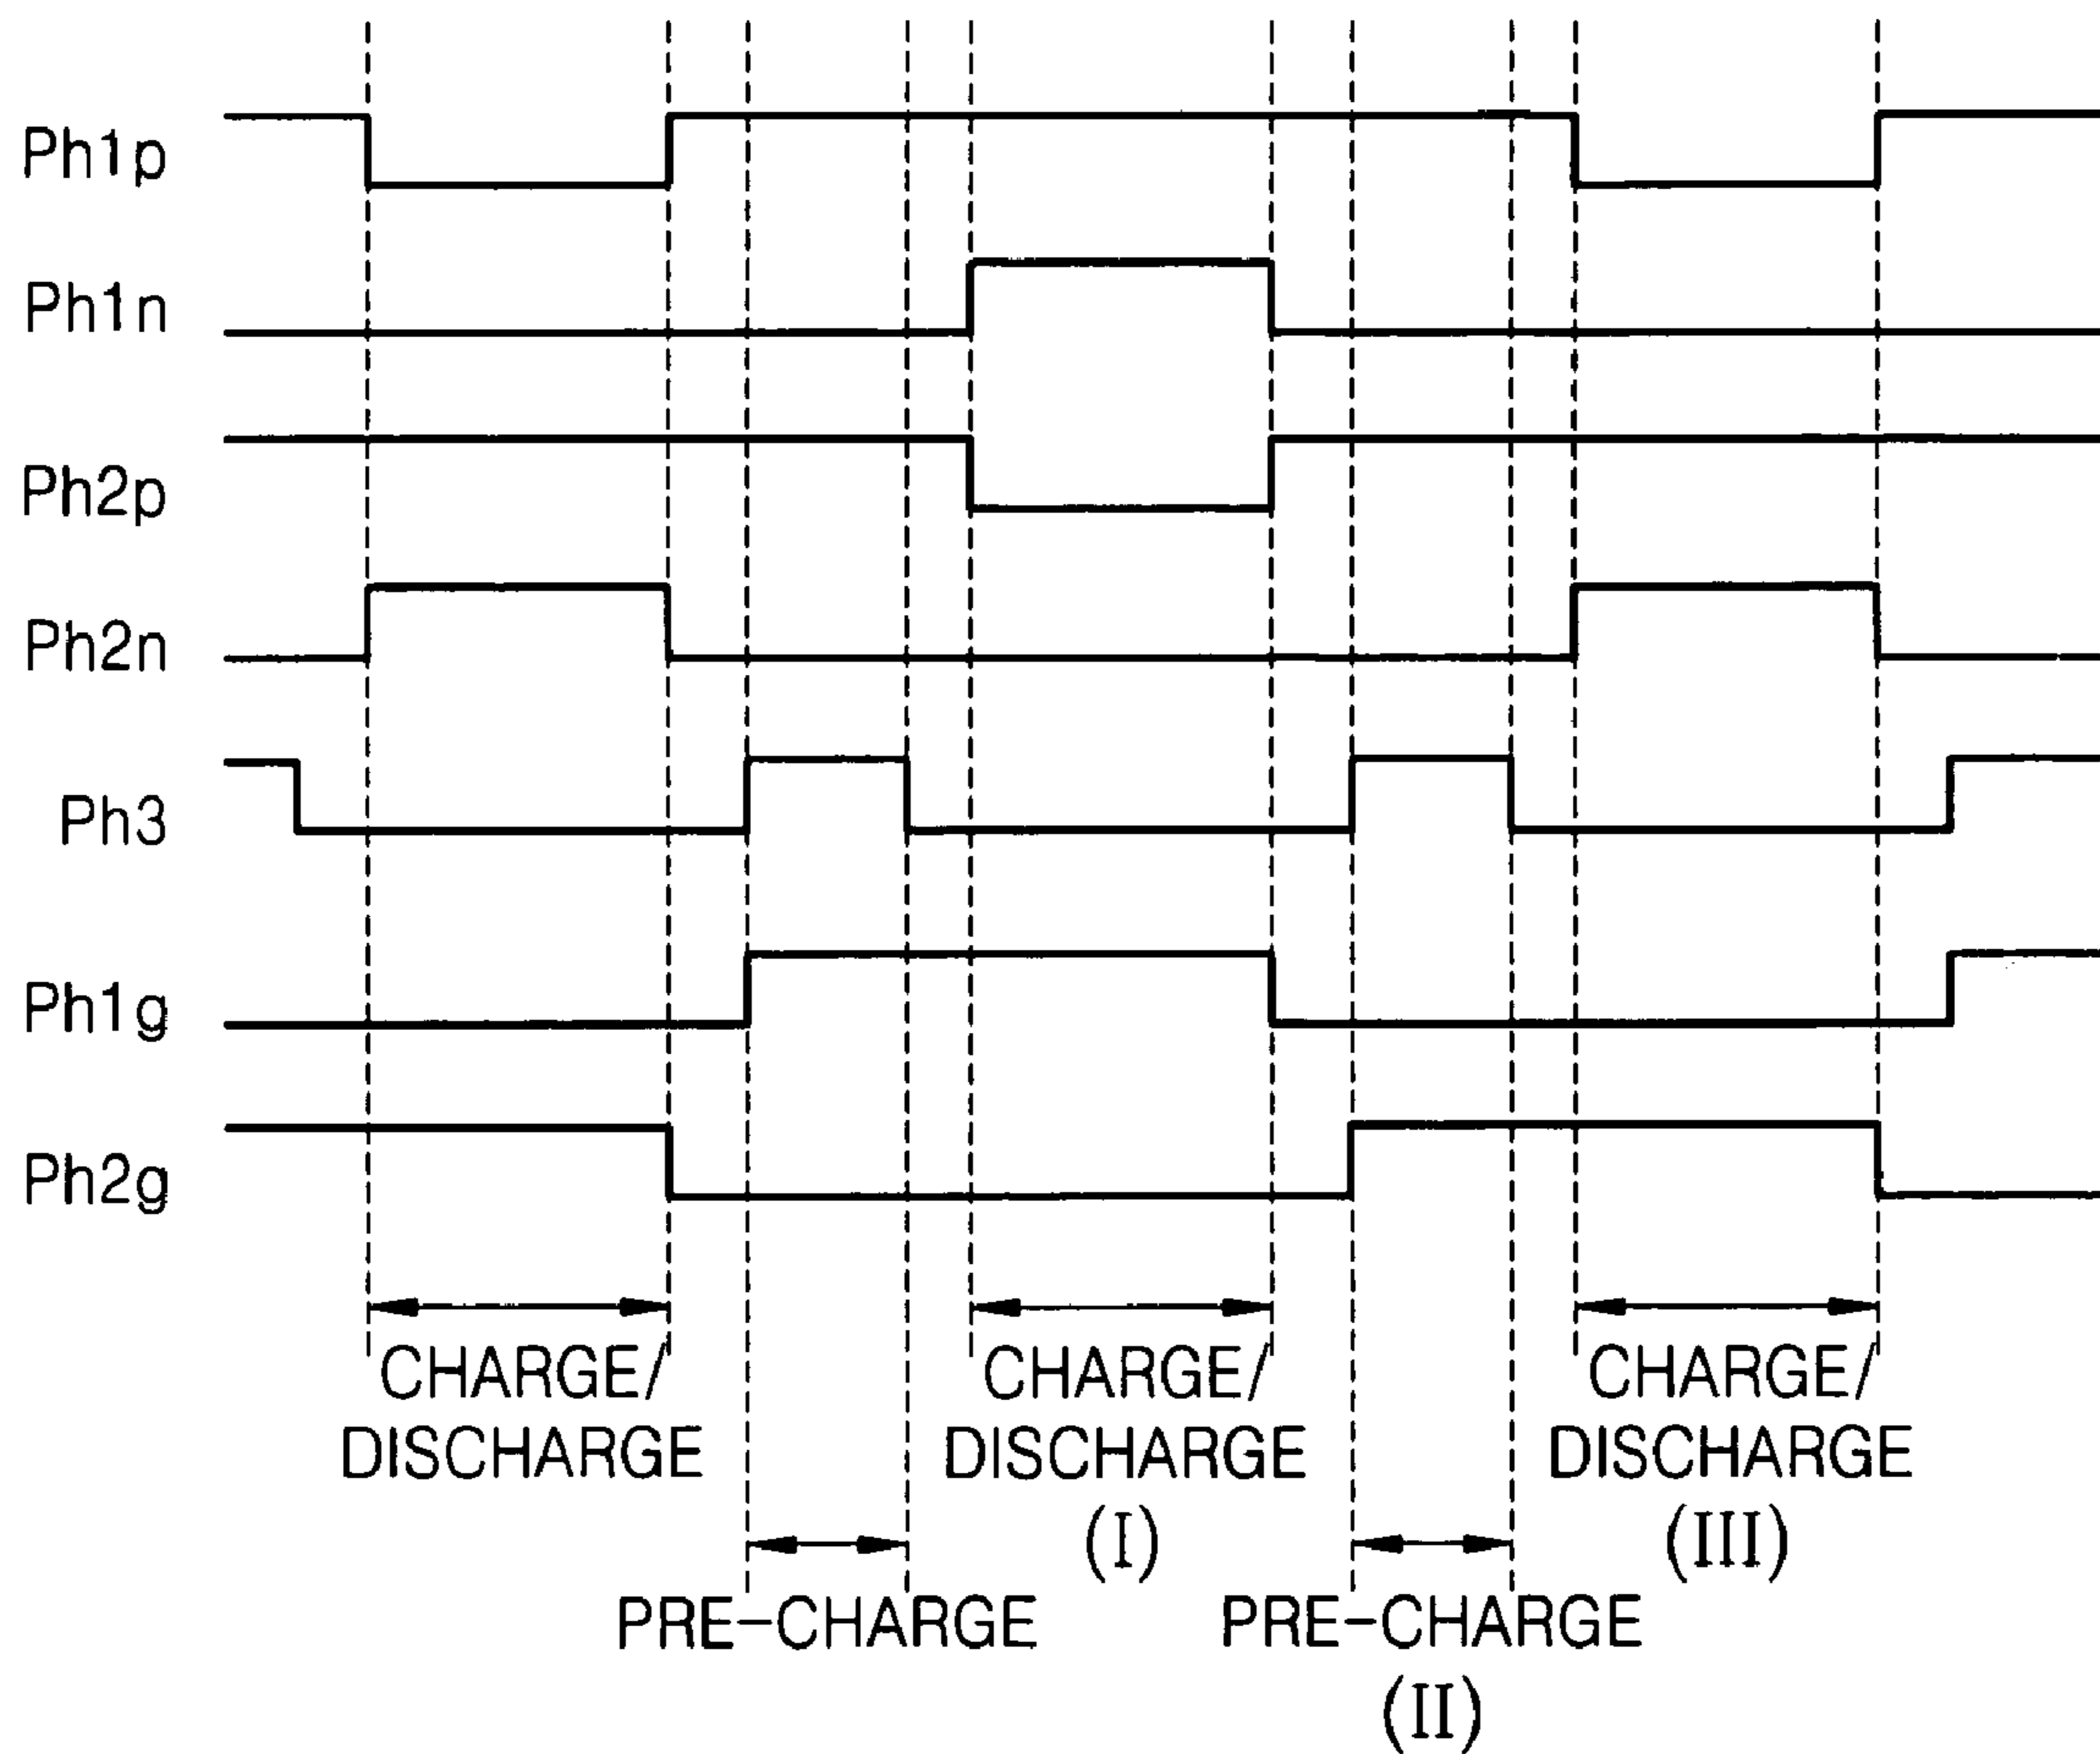 Ph1p
Ph1n
Ph2p
Ph2n
Ph3
Ph1g
Ph2g
CHARGE/
DISCHARGE
CHARGE/
DISCHARGE
(I)
CHARGE/
DISCHARGE
(III)
PRE-CHARGE
PRE-CHARGE
(II)